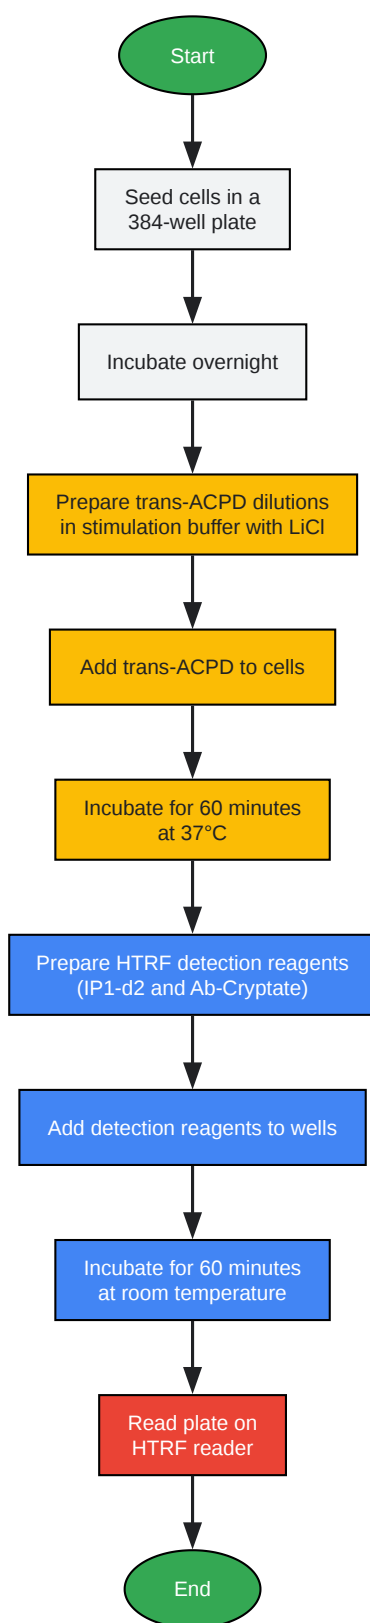 Start
Seed cells in a
384-well plate
Incubate overnight
Prepare trans-ACPD dilutions
in stimulation buffer with LiCl
Add trans-ACPD to cells
Incubate for 60 minutes
at 37°C
Prepare HTRF detection reagents
(IP1-d2 and Ab-Cryptate)
Add detection reagents to wells
Incubate for 60 minutes
at room temperature
Read plate on
HTRF reader
End